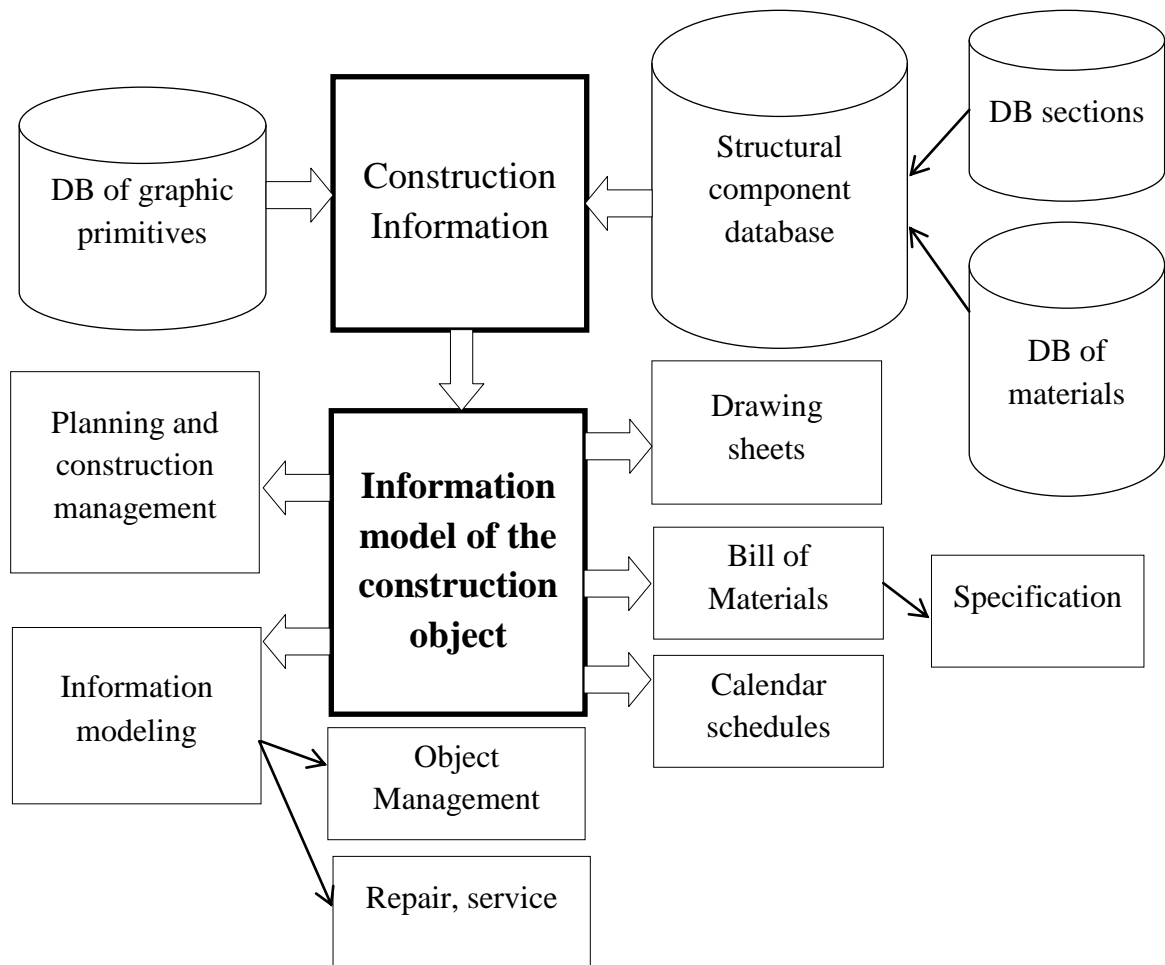 DB of graphic
primitives
Construction
Information
Structural
component
database
DB sections
DB of
materials
Planning and
construction
management
Information
model of the
construction
object
Drawing
sheets
Bill of
Materials
Specification
Information
modeling
Calendar
schedules
Object
Management
Repair, service